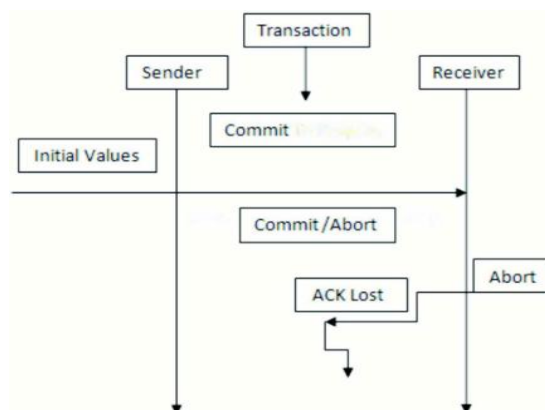 Transaction
Sender
Receiver
Commit
Initial Values
Commit/Abort
Abort
ACK Lost